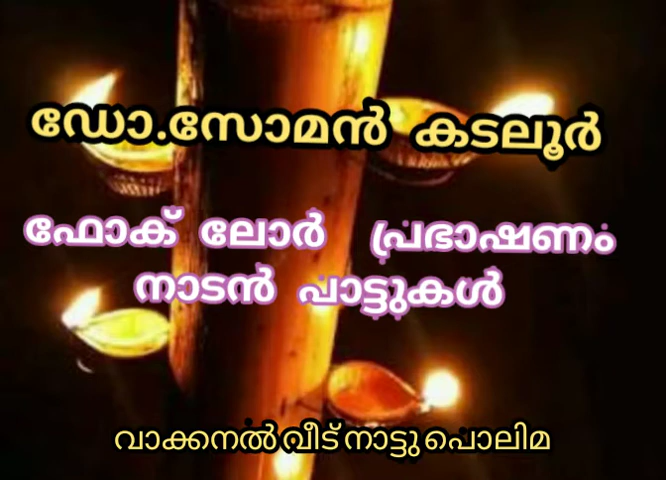 ഡോ.സോമൻ കടലൂർ
ഫോക് ലോർ പ്രഭാഷണം
നാടൻ പാട്ടുകൾ
വാക്കനൽ വീട് നാട്ടു പൊലിമ